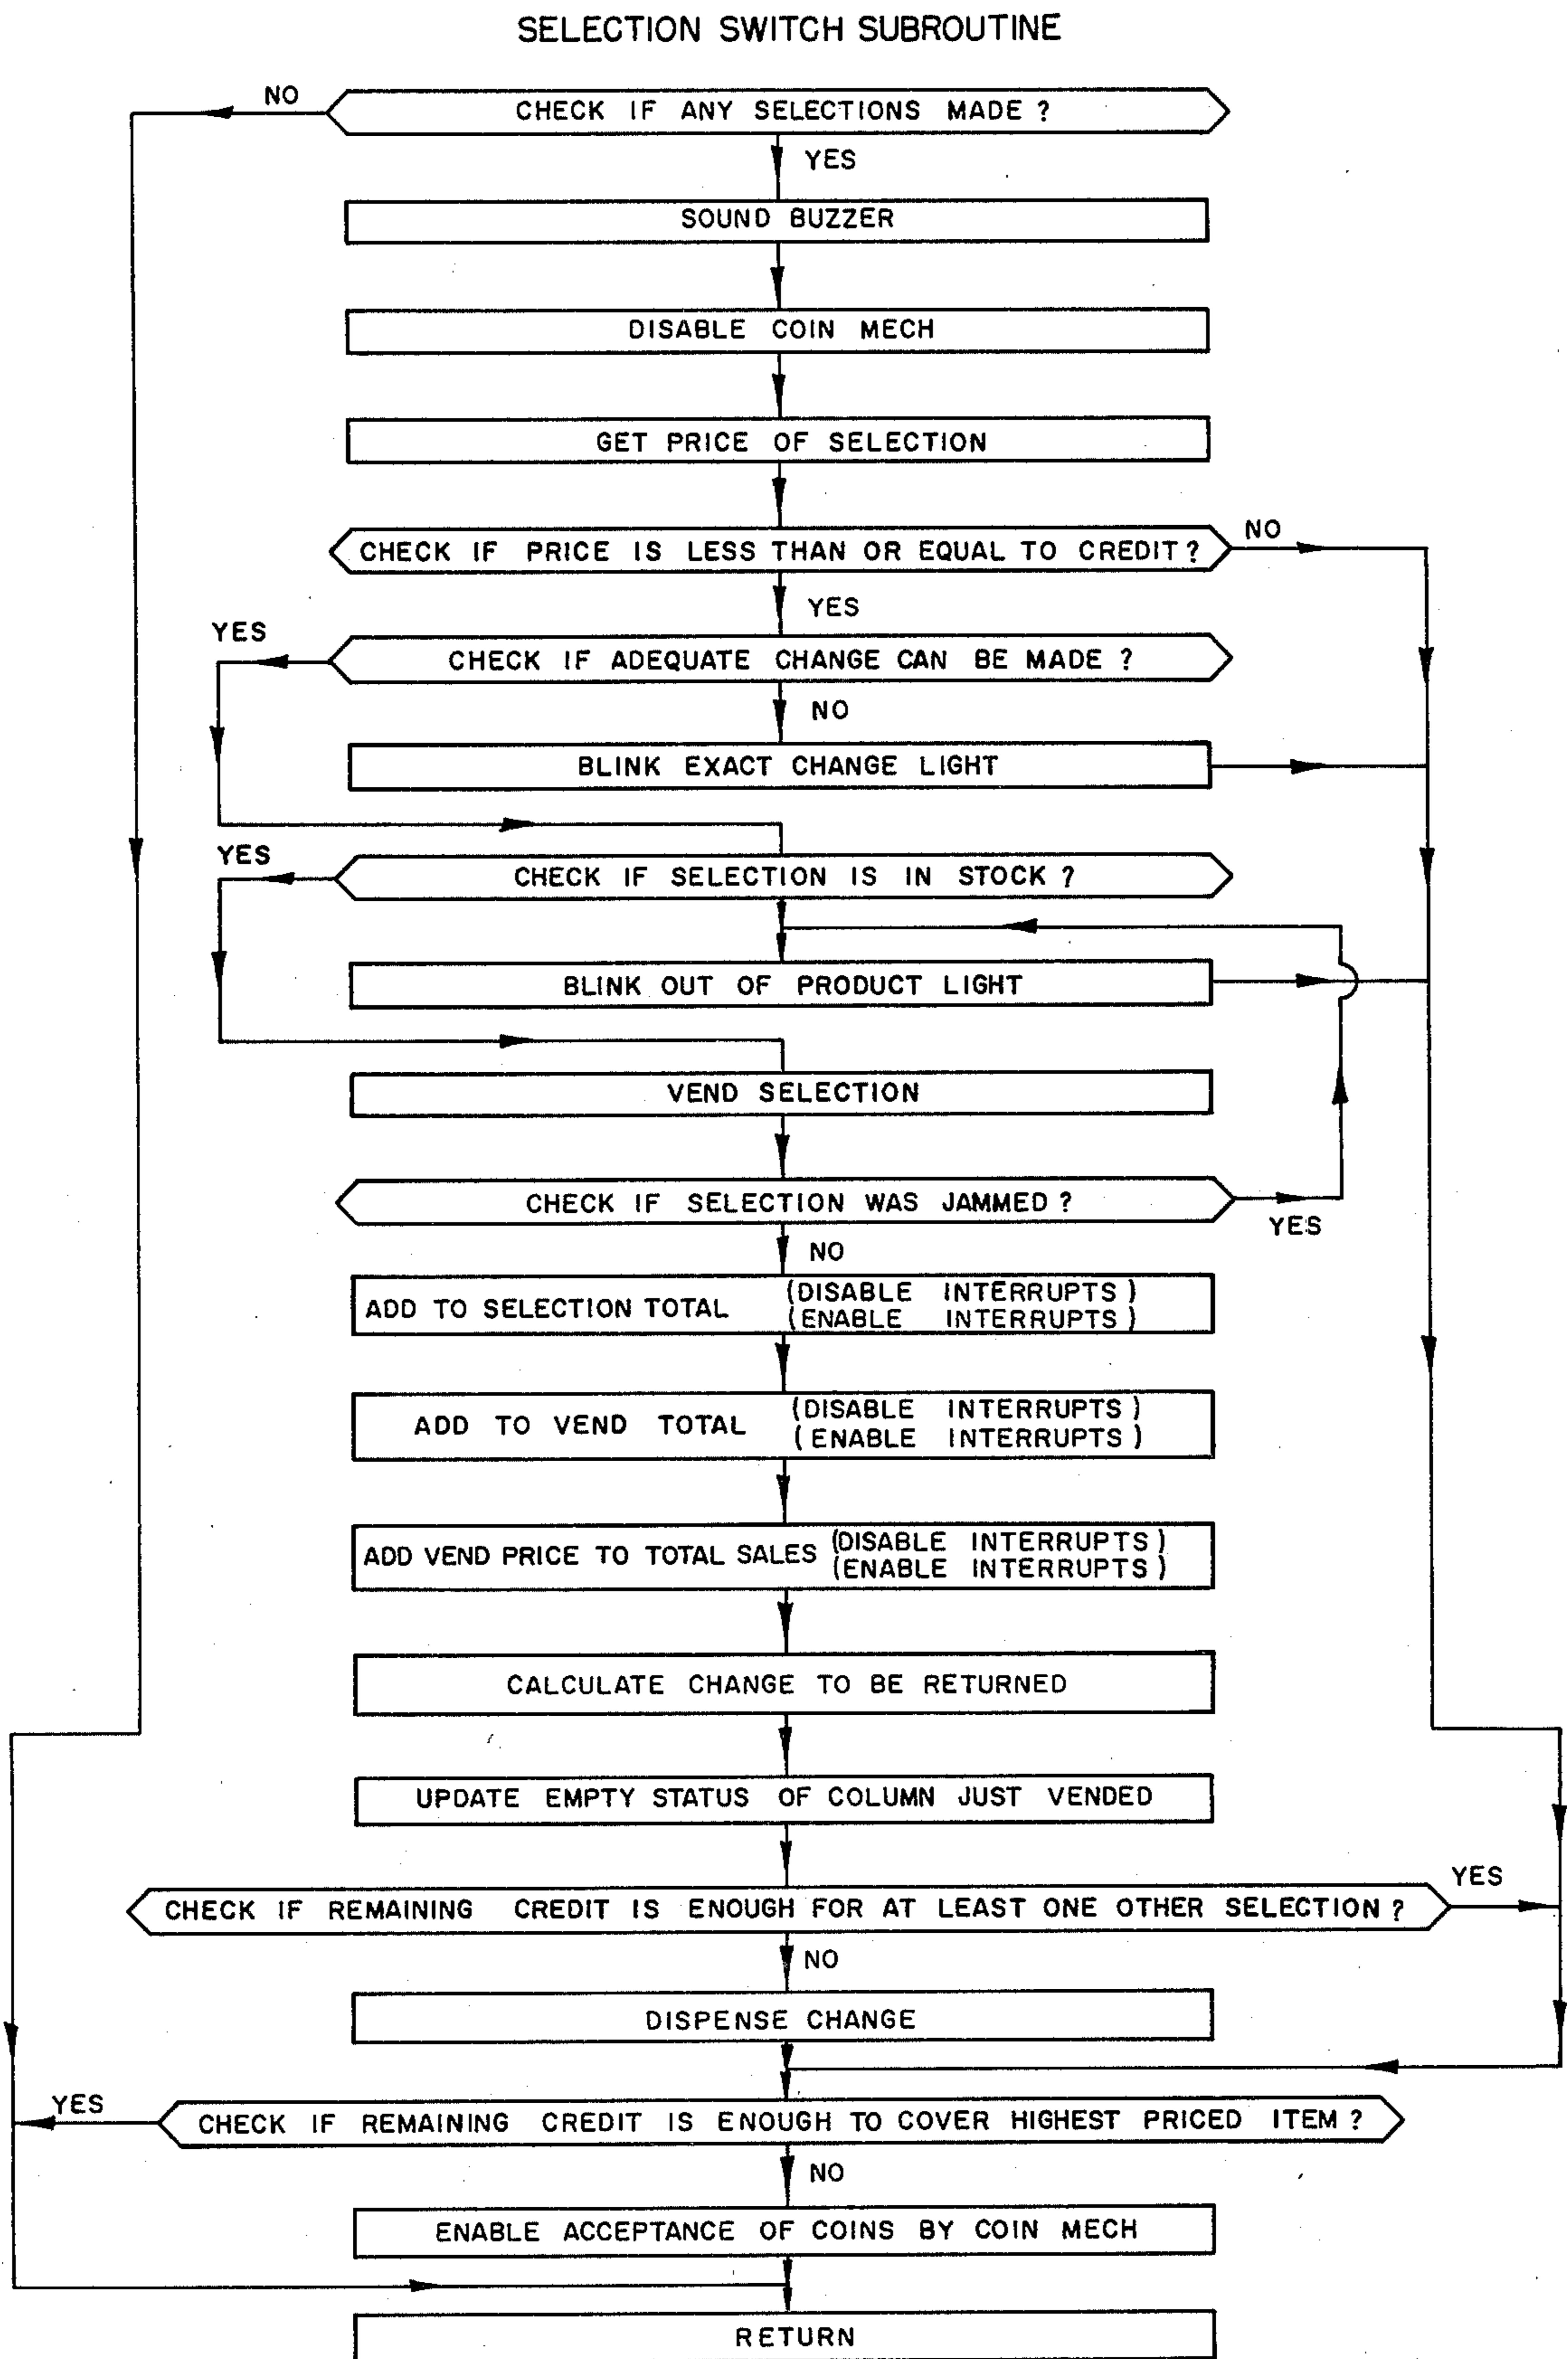 SELECTION SWITCH SUBROUTINE
NO
CHECK IF ANY SELECTIONS MADE ?
YES
SOUND BUZZER
DISABLE COIN MECH
GET PRICE OF SELECTION
CHECK IF PRICE IS LESS THAN OR EQUAL TO CREDIT?
NO
YES
YES
CHECK IF ADEQUATE CHANGE CAN BE MADE ?
NO
BLINK EXACT CHANGE LIGHT
YES
CHECK IF SELECTION IS IN STOCK ?
BLINK OUT OF PRODUCT LIGHT
VEND SELECTION
CHECK IF SELECTION WAS JAMMED ?
YES
NO
ADD TO SELECTION TOTAL
(DISABLE INTERRUPTS)
(ENABLE INTERRUPTS)
ADD TO VEND TOTAL
(DISABLE INTERRUPTS)
(ENABLE INTERRUPTS)
ADD VEND PRICE TO TOTAL SALES
(DISABLE INTERRUPTS)
(ENABLE INTERRUPTS)
CALCULATE CHANGE TO BE RETURNED
UPDATE EMPTY STATUS OF COLUMN JUST VENDED
YES
CHECK IF REMAINING CREDIT IS ENOUGH FOR AT LEAST ONE OTHER SELECTION ?
NO
DISPENSE CHANGE
YES
CHECK IF REMAINING CREDIT IS ENOUGH TO COVER HIGHEST PRICED ITEM ?
NO
ENABLE ACCEPTANCE OF COINS BY COIN MECH
RETURN